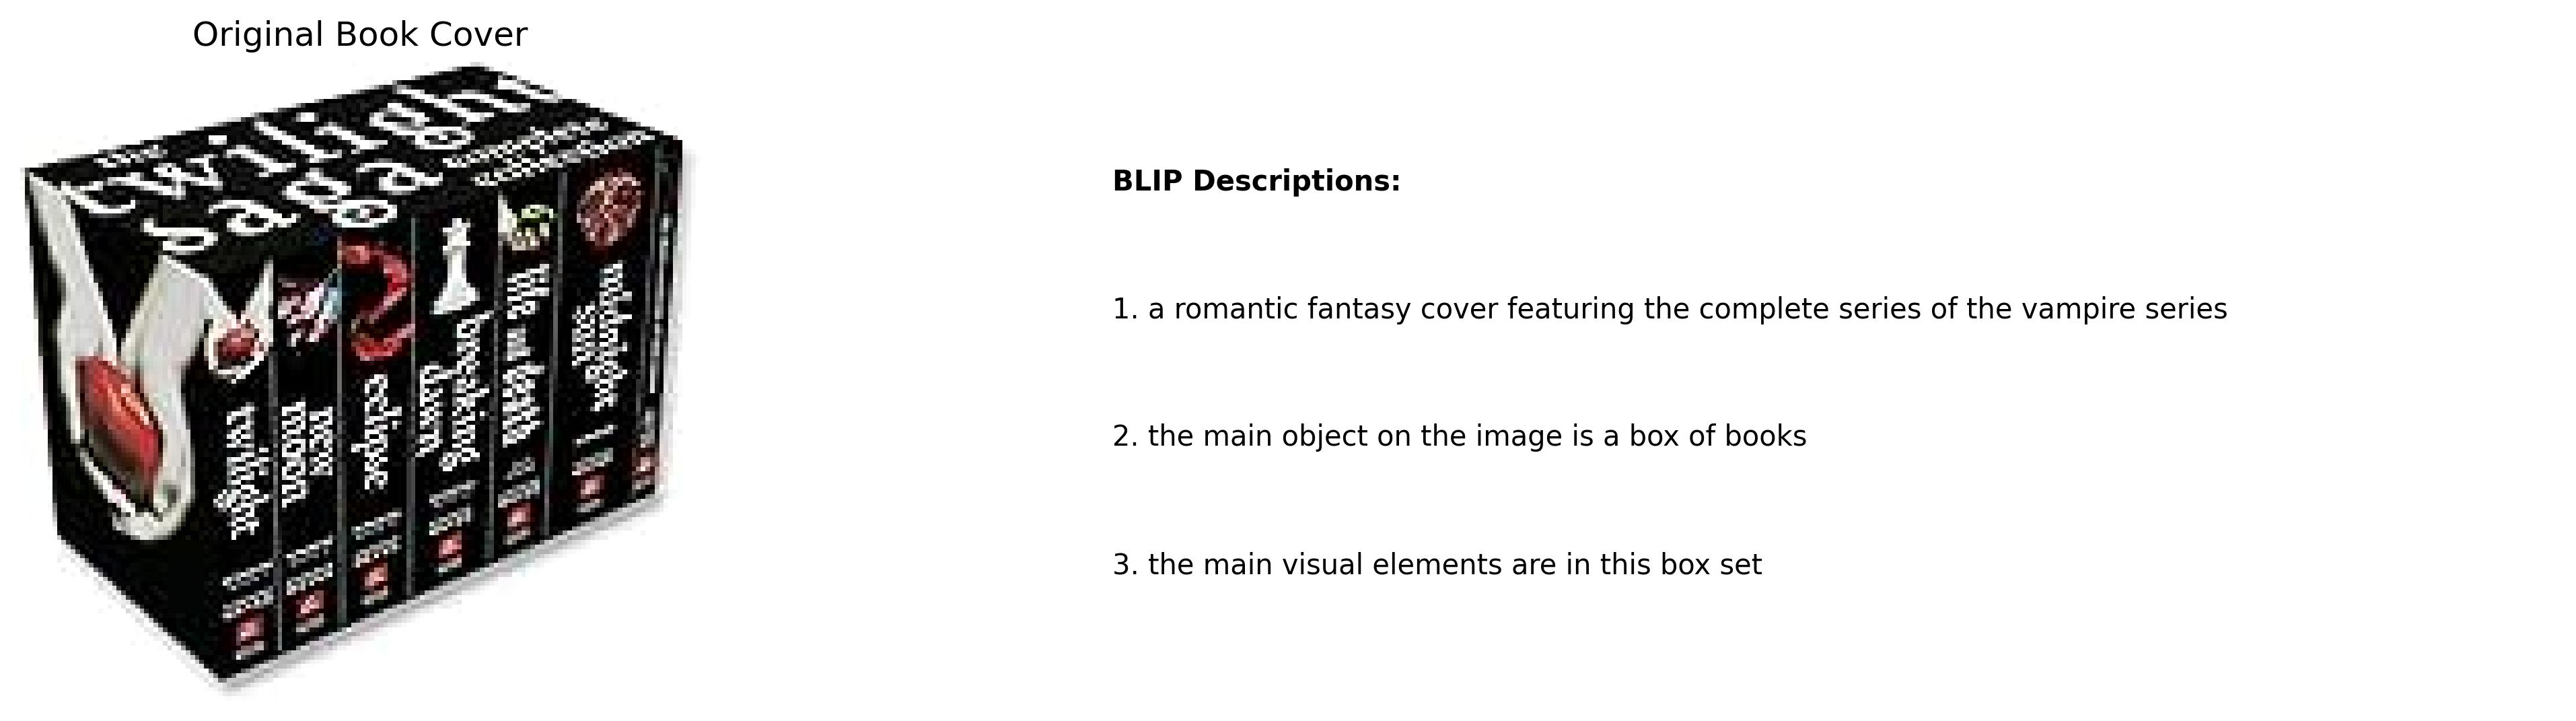 Original Book Cover
the
twilight
saga
complete
collection
twilight
new
moon
eclipse
breaking
dawn
life and death
midnight
sun
BLIP Descriptions:
1. a romantic fantasy cover featuring the complete series of the vampire series
2. the main object on the image is a box of books
3. the main visual elements are in this box set